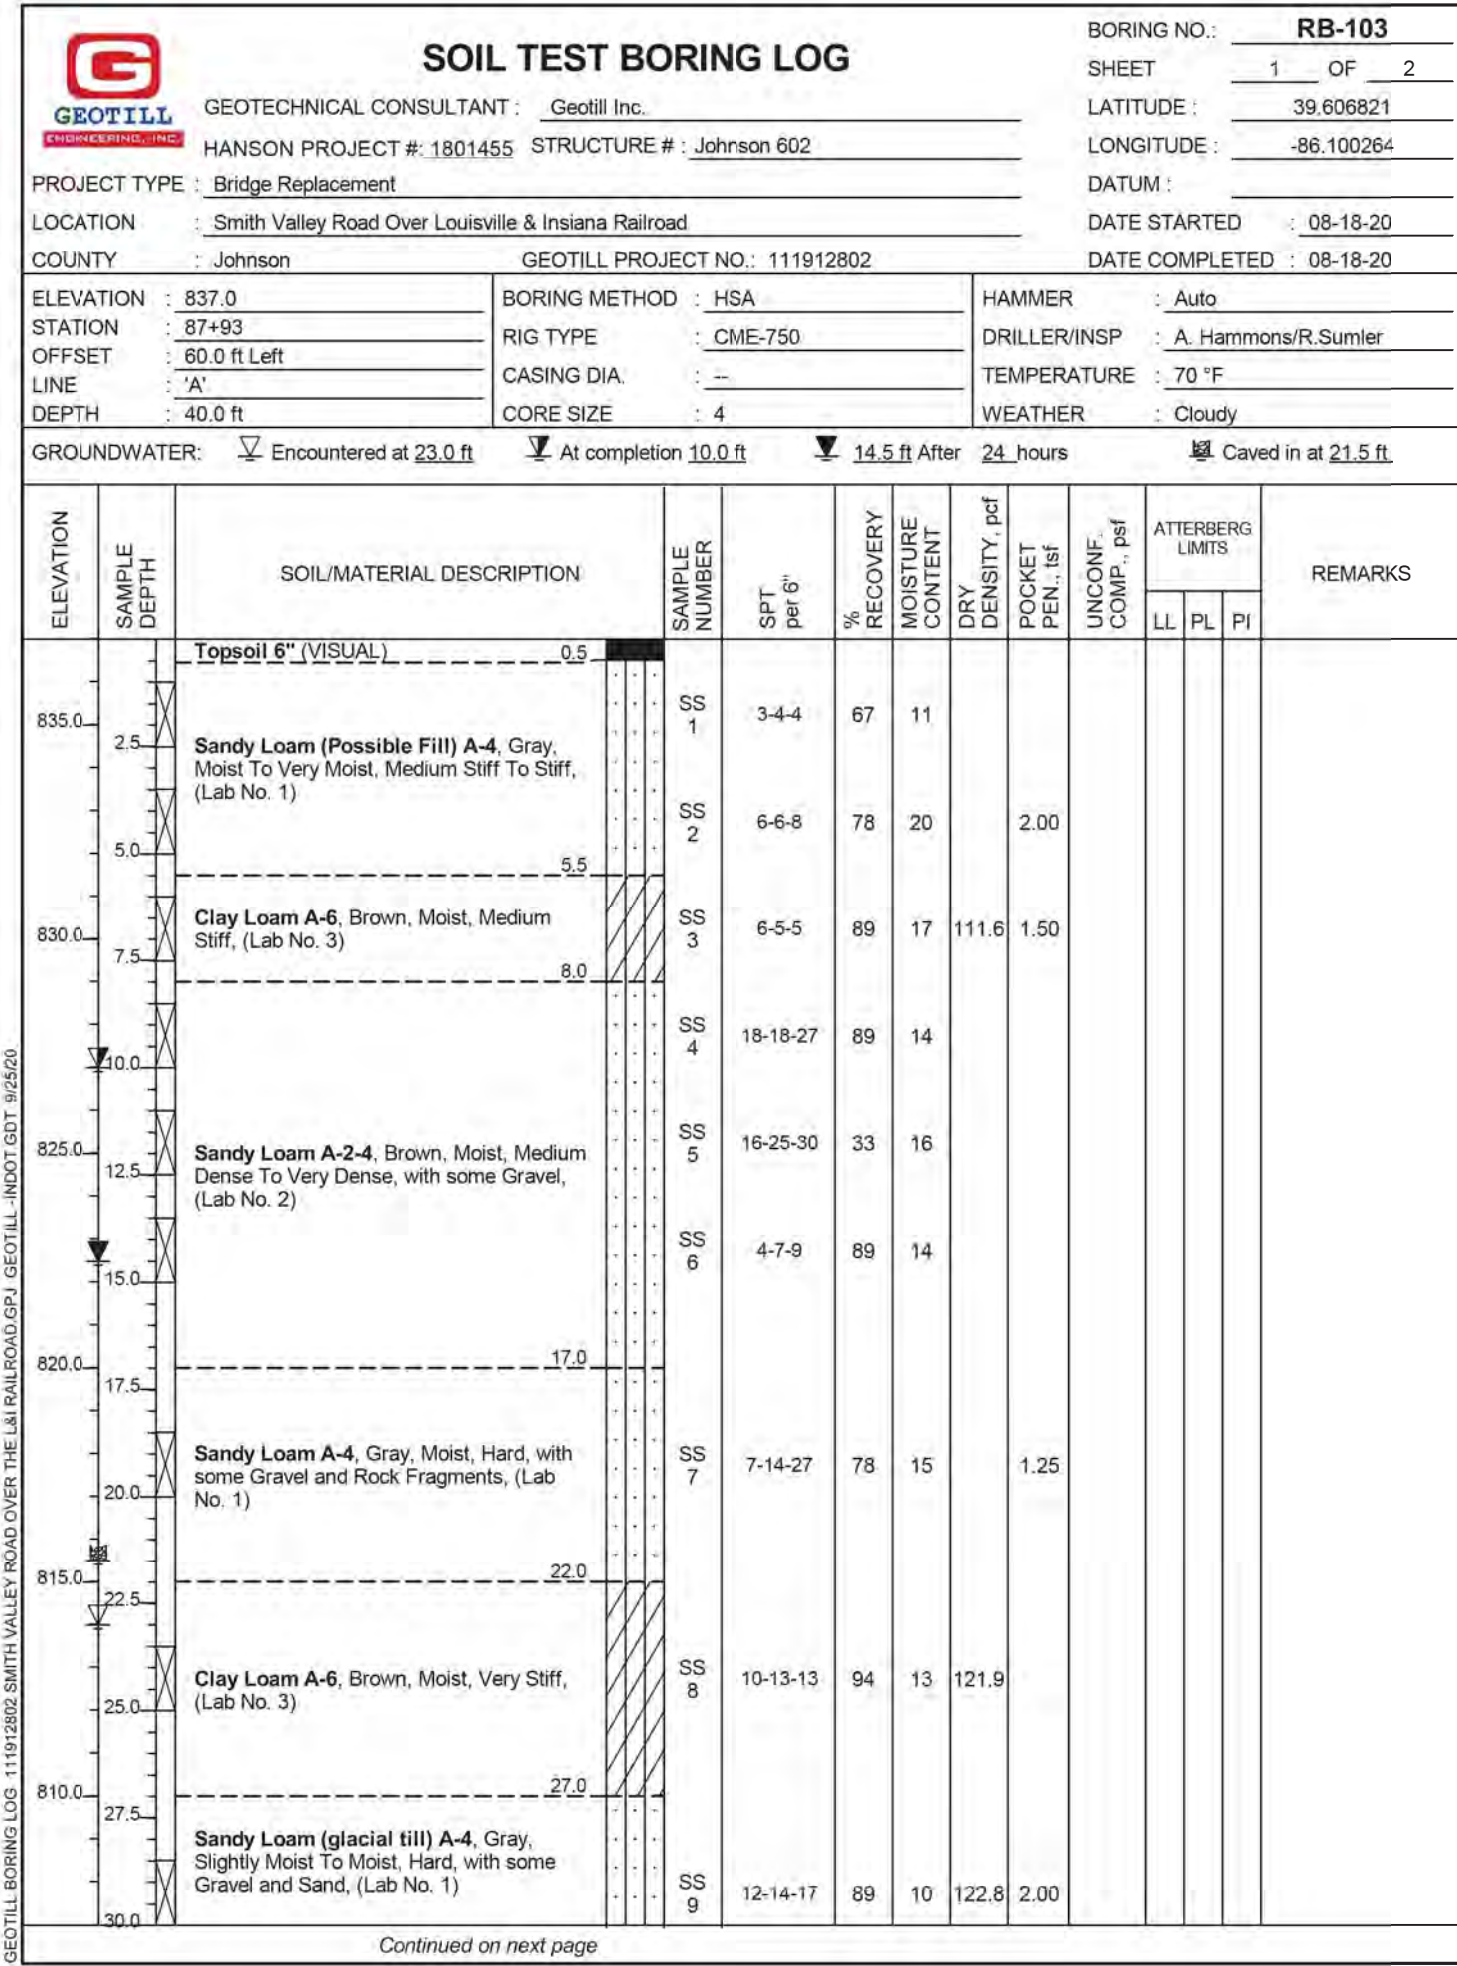 SOIL TEST BORING LOG
GEOTILL
ENGINEERING, INC.
BORING NO.: RB-103
SHEET 1 OF 2
GEOTECHNICAL CONSULTANT : Geotill Inc.
LATITUDE : 39.606821
HANSON PROJECT #: 1801455 STRUCTURE # : Johnson 602
LONGITUDE : -86.100264
PROJECT TYPE : Bridge Replacement
DATUM :
LOCATION : Smith Valley Road Over Louisville & Insiana Railroad
DATE STARTED : 08-18-20
COUNTY : Johnson GEOTILL PROJECT NO.: 111912802
DATE COMPLETED : 08-18-20
ELEVATION : 837.0
STATION : 87+93
OFFSET : 60.0 ft Left
LINE : 'A'
DEPTH : 40.0 ft
BORING METHOD : HSA
RIG TYPE : CME-750
CASING DIA. : --
CORE SIZE : 4
HAMMER : Auto
DRILLER/INSP : A. Hammons/R.Sumler
TEMPERATURE : 70 °F
WEATHER : Cloudy
GROUNDWATER: Encountered at 23.0 ft At completion 10.0 ft 14.5 ft After 24 hours Caved in at 21.5 ft
ELEVATION
SAMPLE DEPTH
SOIL/MATERIAL DESCRIPTION
SAMPLE NUMBER
SPT per 6"
% RECOVERY
MOISTURE CONTENT
DRY DENSITY, pcf
POCKET PEN., tsf
UNCONF. COMP., psf
ATTERBERG LIMITS
LL PL PI
REMARKS
Topsoil 6" (VISUAL) 0.5
835.0
SS 1 3-4-4 67 11
2.5
Sandy Loam (Possible Fill) A-4, Gray,
Moist To Very Moist, Medium Stiff To Stiff,
(Lab No. 1)
SS 2 6-6-8 78 20 2.00
5.0
5.5
Clay Loam A-6, Brown, Moist, Medium
Stiff, (Lab No. 3)
830.0
SS 3 6-5-5 89 17 111.6 1.50
7.5
8.0
SS 4 18-18-27 89 14
10.0
825.0
SS 5 16-25-30 33 16
12.5
Sandy Loam A-2-4, Brown, Moist, Medium
Dense To Very Dense, with some Gravel,
(Lab No. 2)
SS 6 4-7-9 89 14
15.0
820.0
17.0
17.5
Sandy Loam A-4, Gray, Moist, Hard, with
some Gravel and Rock Fragments, (Lab
No. 1)
SS 7 7-14-27 78 15 1.25
20.0
815.0
22.0
22.5
Clay Loam A-6, Brown, Moist, Very Stiff,
(Lab No. 3)
SS 8 10-13-13 94 13 121.9
25.0
810.0
27.0
27.5
Sandy Loam (glacial till) A-4, Gray,
Slightly Moist To Moist, Hard, with some
Gravel and Sand, (Lab No. 1)
SS 9 12-14-17 89 10 122.8 2.00
30.0
Continued on next page
GEOTILL BORING LOG 111912802 SMITH VALLEY ROAD OVER THE L&I RAILROAD.GPJ GEOTILL -INDOT.GDT 9/25/20